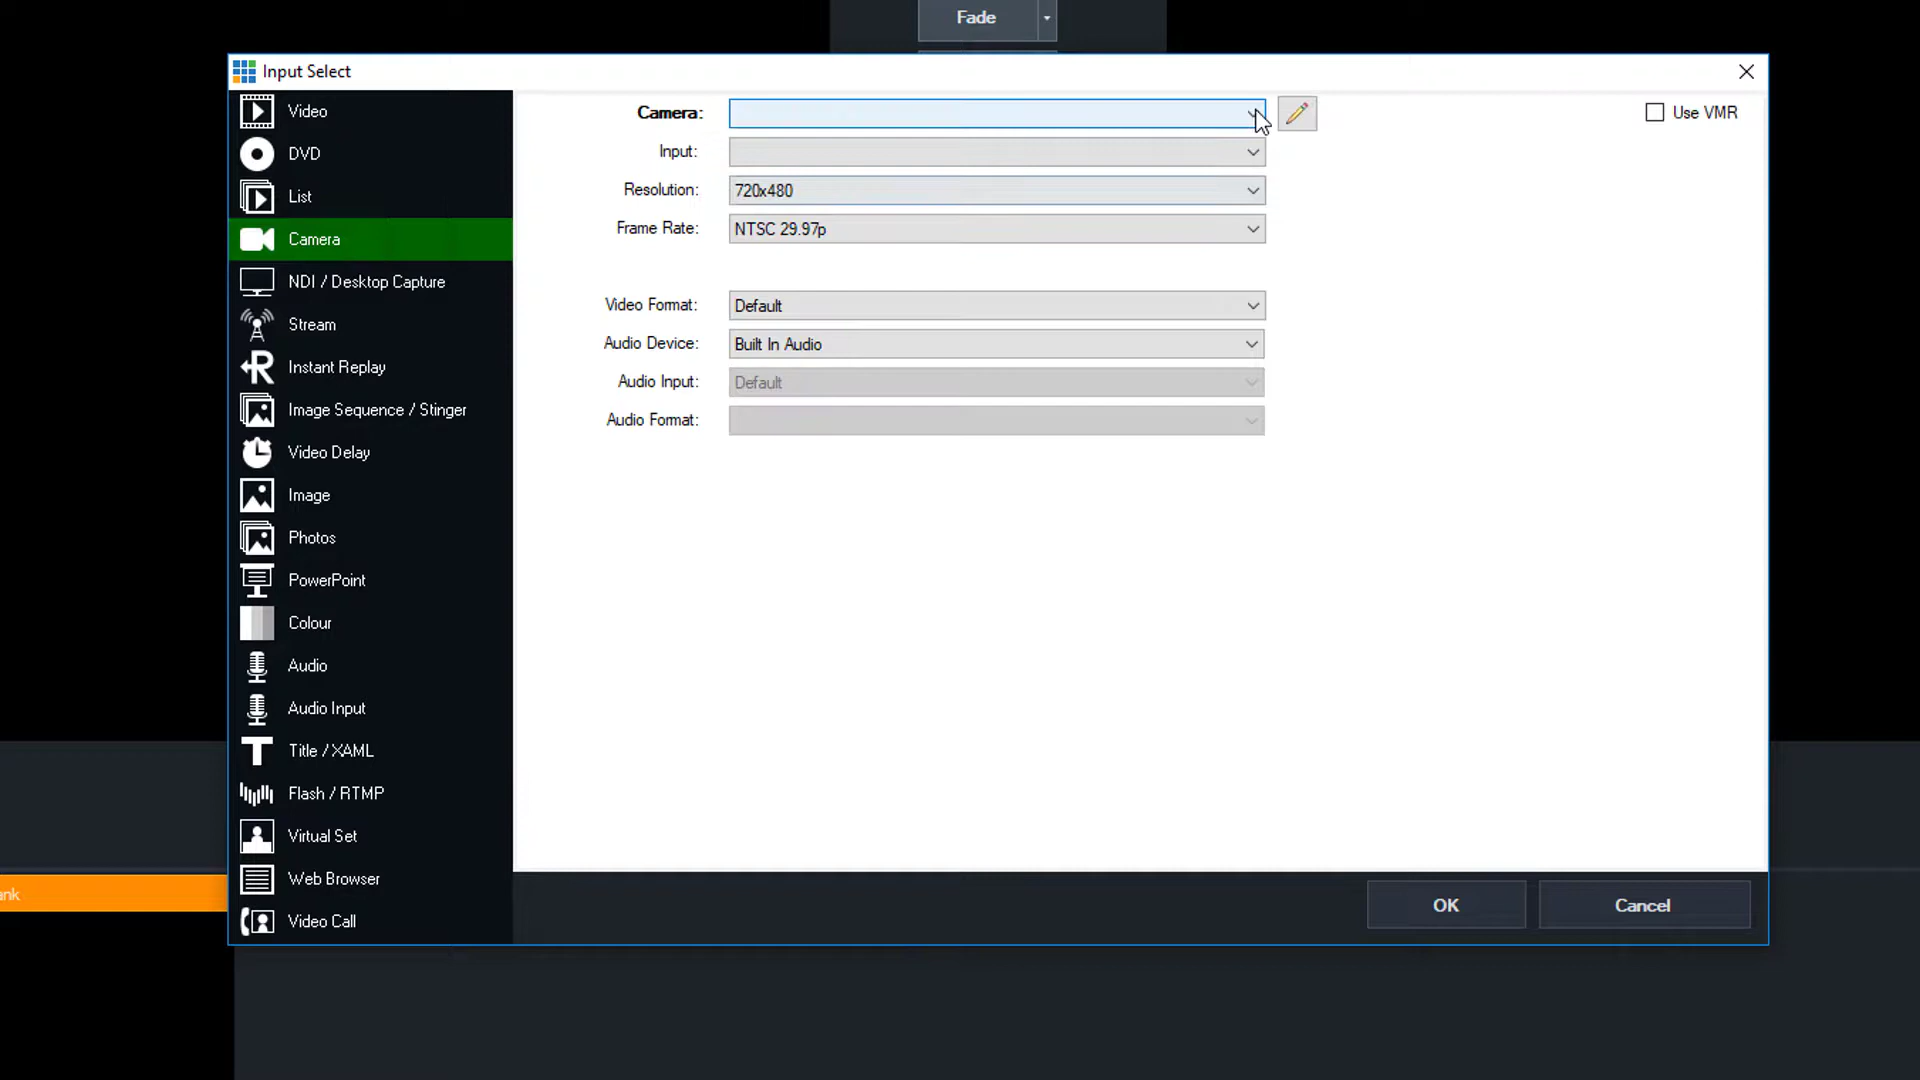 Fade
Input Select
Video
DVD
List
Camera
NDI / Desktop Capture
Stream
Instant Replay
Image Sequence / Stinger
Video Delay
Image
Photos
PowerPoint
Colour
Audio
Audio Input
Title / XAML
Flash / RTMP
Virtual Set
Web Browser
Video Call
Camera:
Use VMR
Input:
Resolution: 720x480
Frame Rate: NTSC 29.97p
Video Format: Default
Audio Device: Built In Audio
Audio Input: Default
Audio Format:
OK Cancel